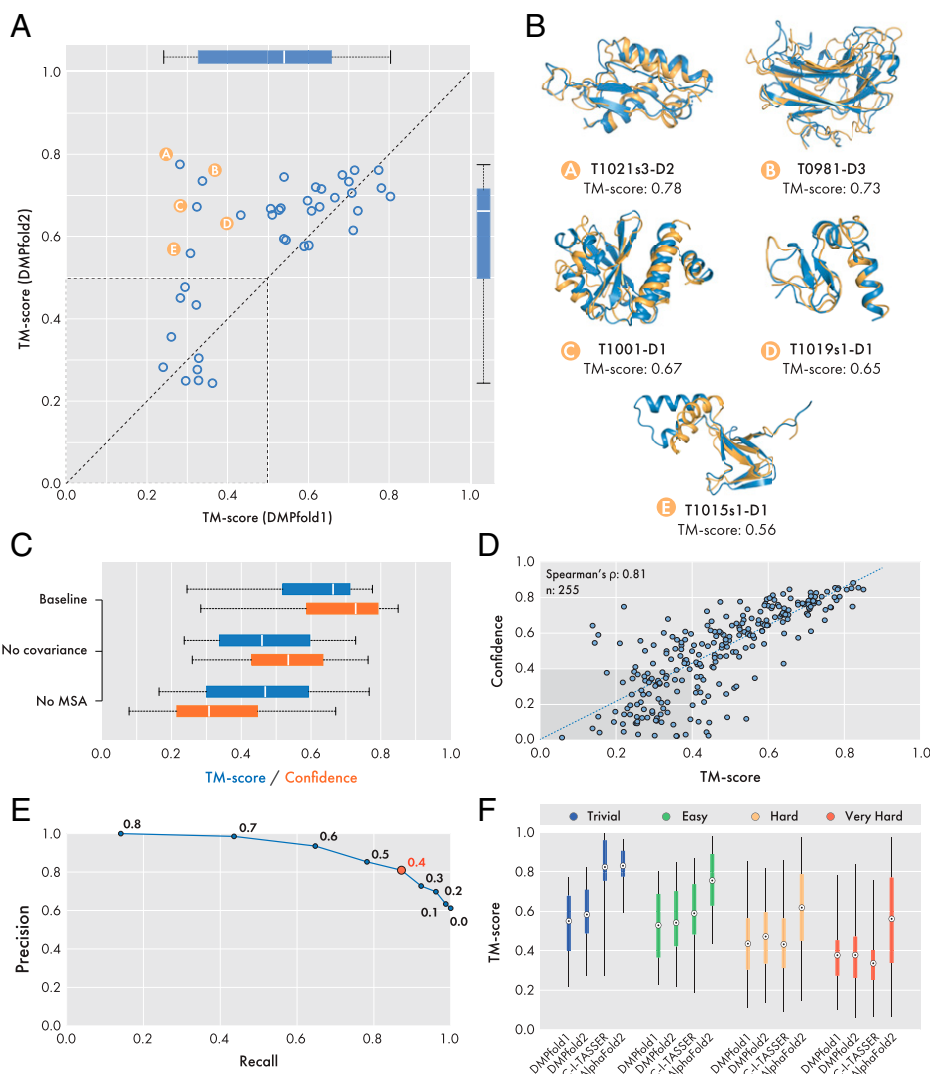 A
1.0
0.8
0.6
0.4
0.2
0.0
TM-score (DMPfold2)
A
B
C
D
E
0.0
0.2
0.4
0.6
0.8
1.0
TM-score (DMPfold1)
B
A T1021s3-D2
TM-score: 0.78
B T0981-D3
TM-score: 0.73
C T1001-D1
TM-score: 0.67
D T1019s1-D1
TM-score: 0.65
E T1015s1-D1
TM-score: 0.56
C
Baseline
No covariance
No MSA
0.0
0.2
0.4
0.6
0.8
1.0
TM-score / Confidence
D
Spearman's ρ: 0.81
n: 255
1.0
0.8
0.6
0.4
0.2
0.0
Confidence
0.0
0.2
0.4
0.6
0.8
1.0
TM-score
E
1.0
0.8
0.6
0.4
0.2
0.0
Precision
0.8
0.7
0.6
0.5
0.4
0.3
0.2
0.1
0.0
0.0
0.2
0.4
0.6
0.8
1.0
Recall
F
Trivial
Easy
Hard
Very Hard
1.0
0.8
0.6
0.4
0.2
0.0
TM-score
DMPfold1
DMPfold2
C-I-TASSER
AlphaFold2
DMPfold1
DMPfold2
C-I-TASSER
AlphaFold2
DMPfold1
DMPfold2
C-I-TASSER
AlphaFold2
DMPfold1
DMPfold2
C-I-TASSER
AlphaFold2